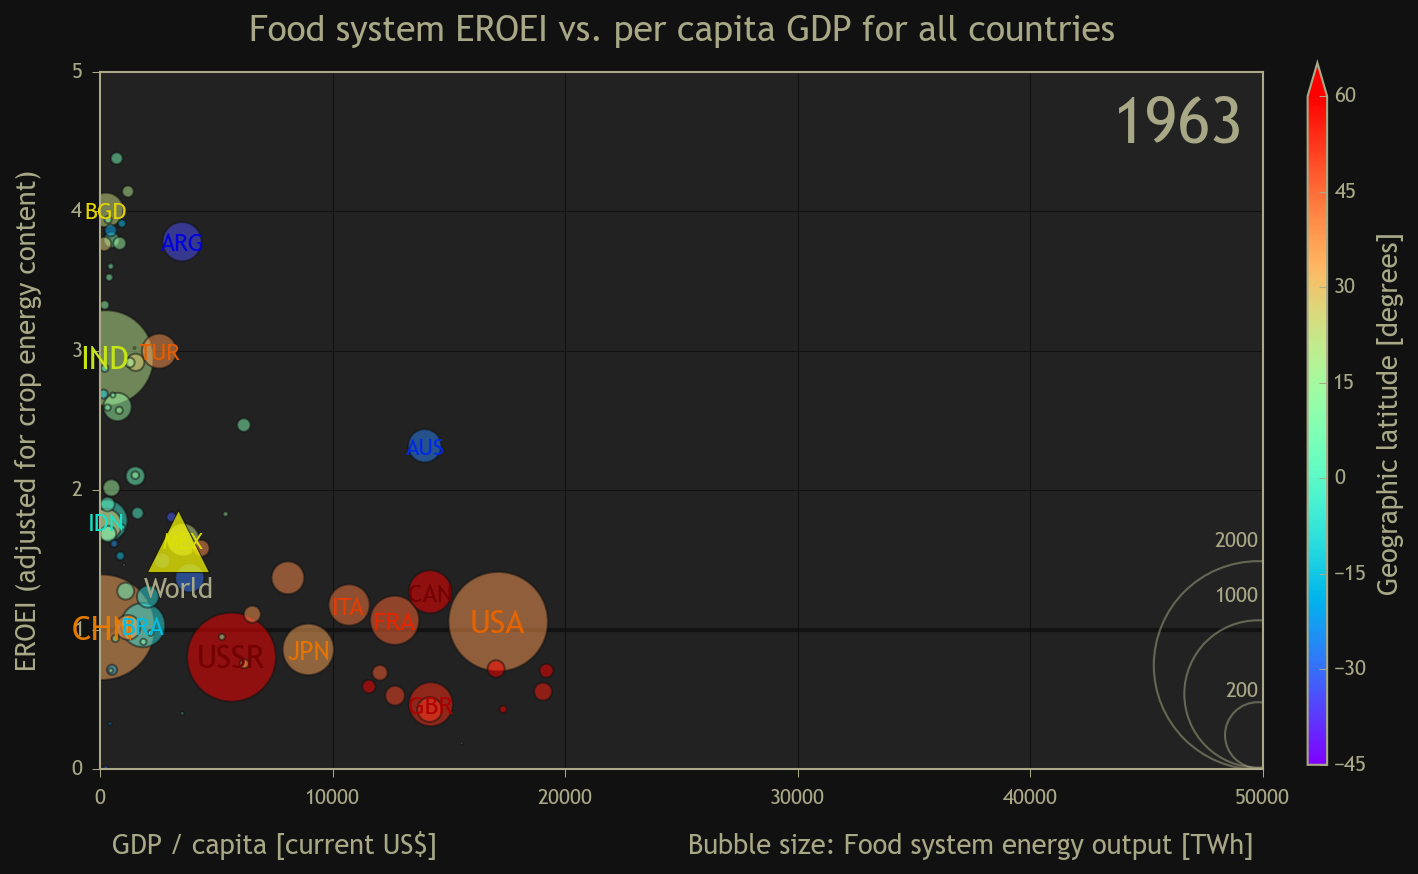 Food system EROEI vs. per capita GDP for all countries
1963
EROEI (adjusted for crop energy content)
5
4
3
2
1
0
BGD
ARG
IND
TUR
AUS
IDN
MEX
World
CHN
BRA
USSR
JPN
ITA
FRA
CAN
USA
GBR
2000
1000
200
0
10000
20000
30000
40000
50000
GDP / capita [current US$]
Bubble size: Food system energy output [TWh]
60
45
30
15
0
−15
−30
−45
Geographic latitude [degrees]